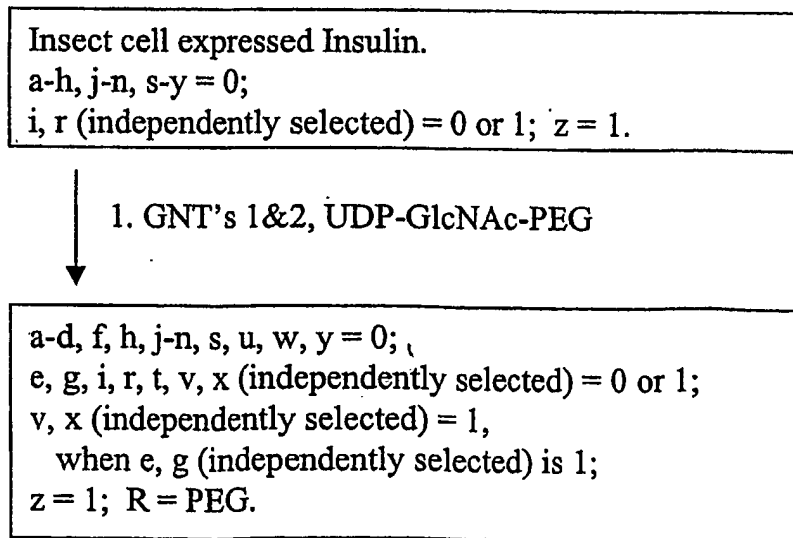 Insect cell expressed Insulin.
a-h, j-n, s-y = 0;
i, r (independently selected) = 0 or 1; z = 1.
1. GNT's 1&2, UDP-GlcNAc-PEG
a-d, f, h, j-n, s, u, w, y = 0;
e, g, i, r, t, v, x (independently selected) = 0 or 1;
v, x (independently selected) = 1,
when e, g (independently selected) is 1;
z = 1; R = PEG.